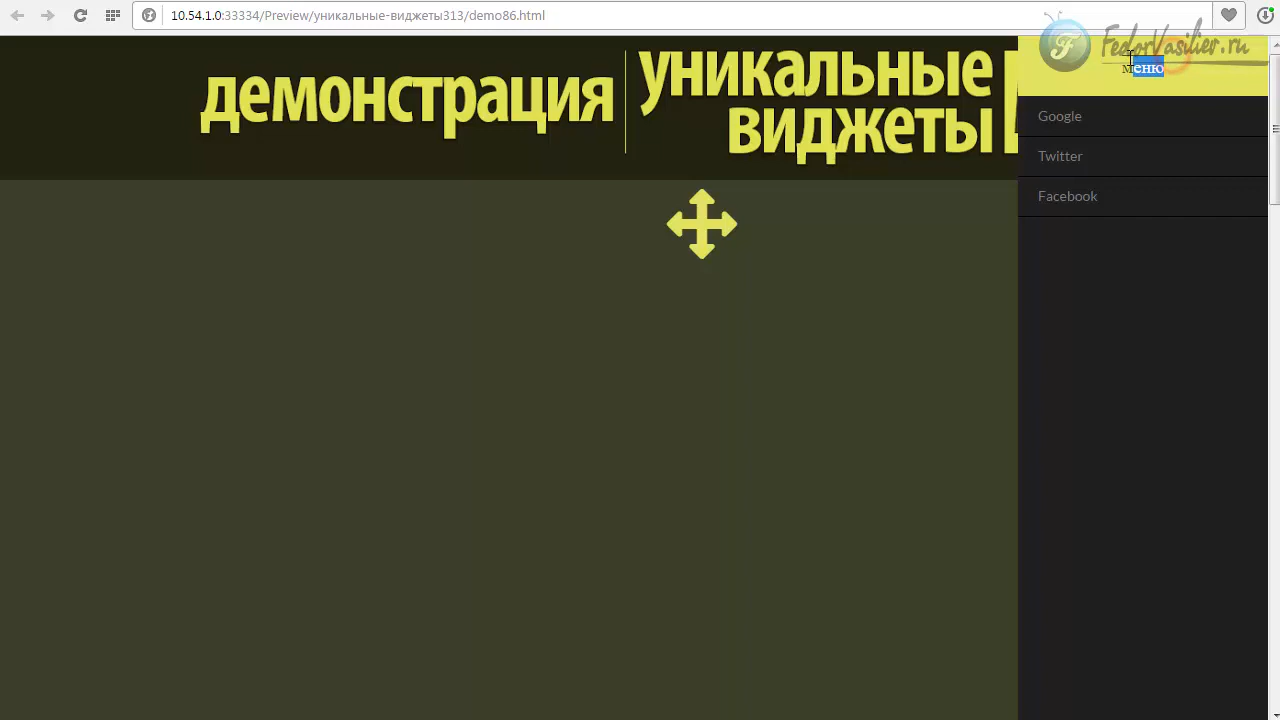 10.54.1.0:33334/Preview/уникальные-виджеты313/demo86.html
FedorVasiliev.ru
F
демонстрация
уникальные
виджеты
меню
Google
Twitter
Facebook